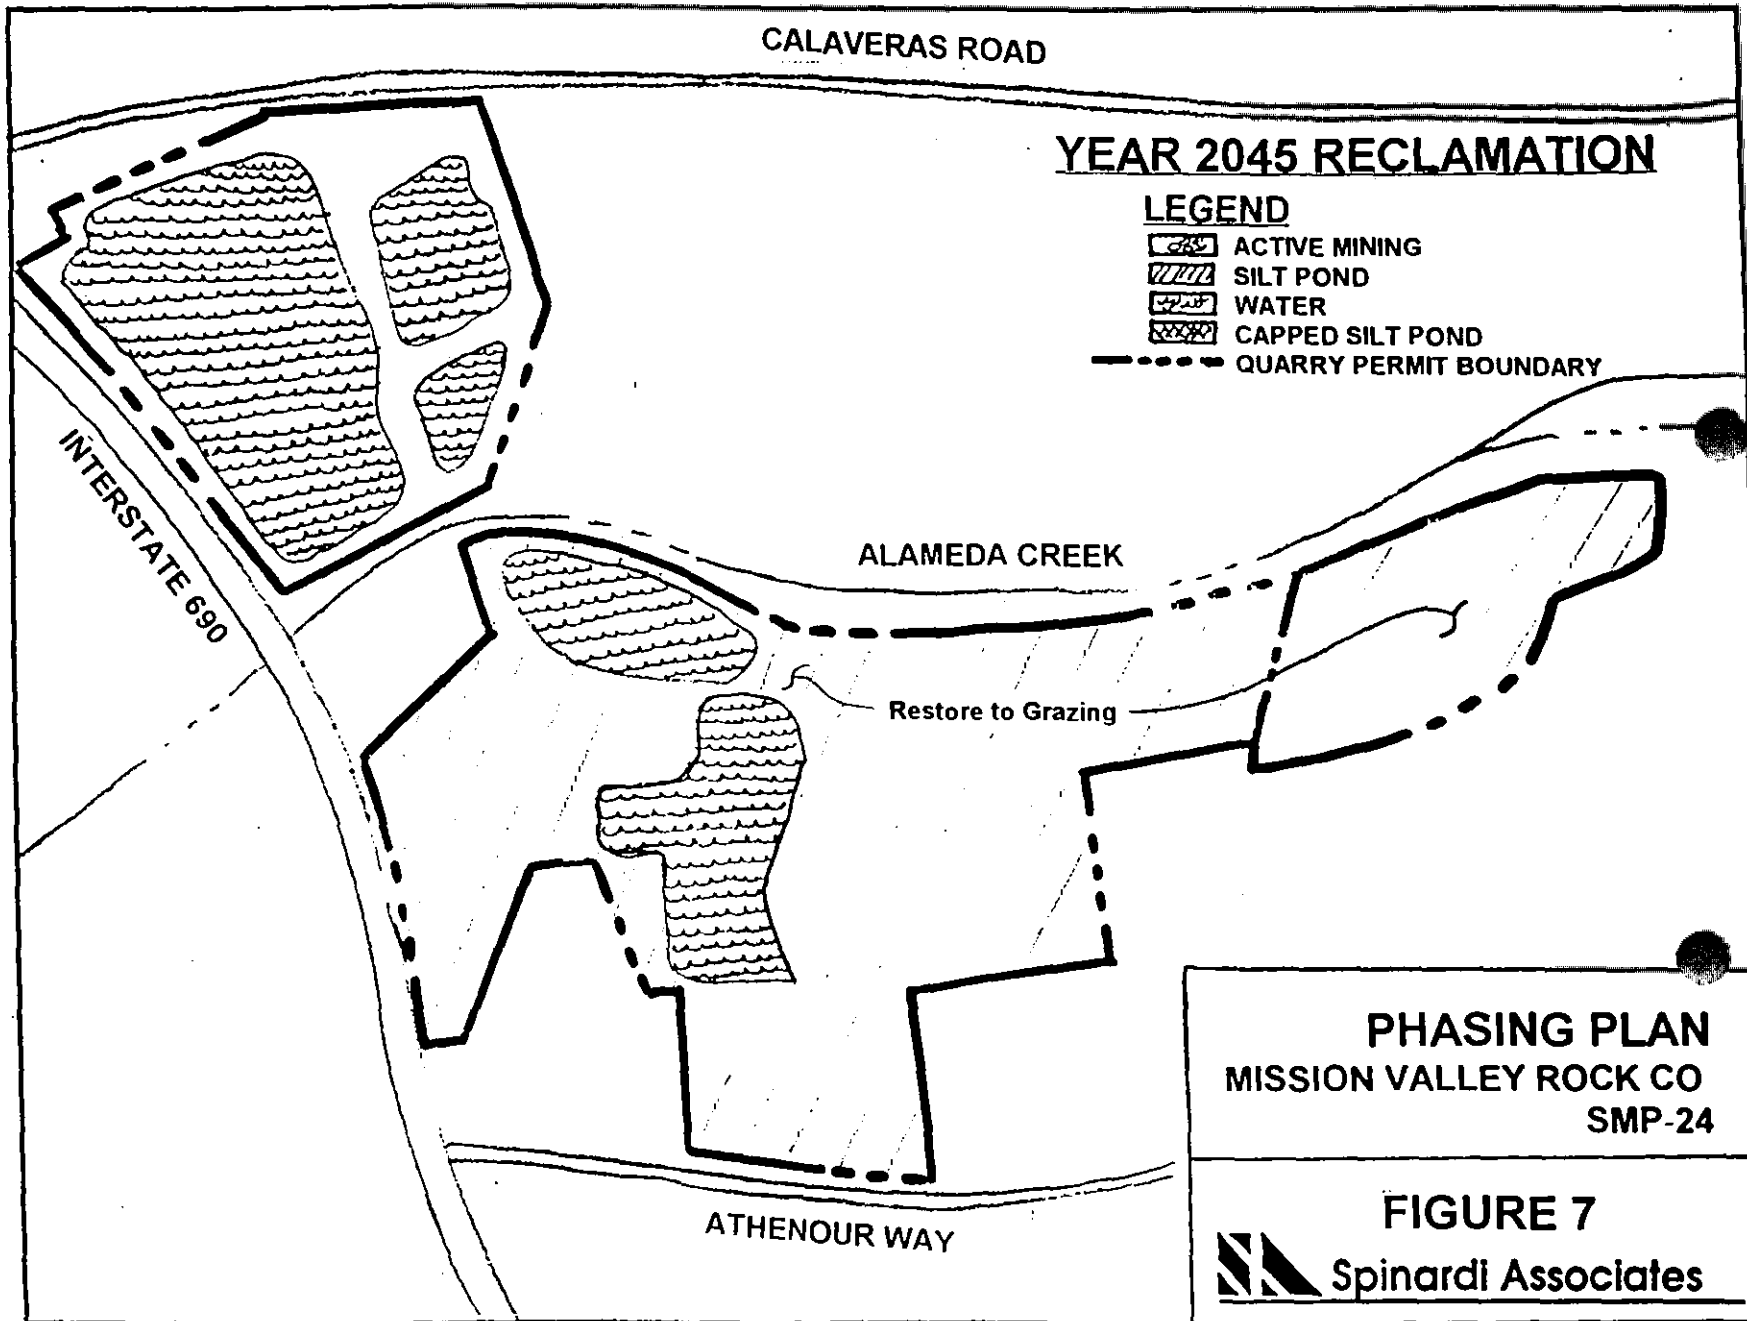 CALAVERAS ROAD
YEAR 2045 RECLAMATION
LEGEND
ACTIVE MINING
SILT POND
WATER
CAPPED SILT POND
QUARRY PERMIT BOUNDARY
INTERSTATE 690
ALAMEDA CREEK
Restore to Grazing
ATHENOUR WAY
PHASING PLAN
MISSION VALLEY ROCK CO
SMP-24
FIGURE 7
Spinardi Associates